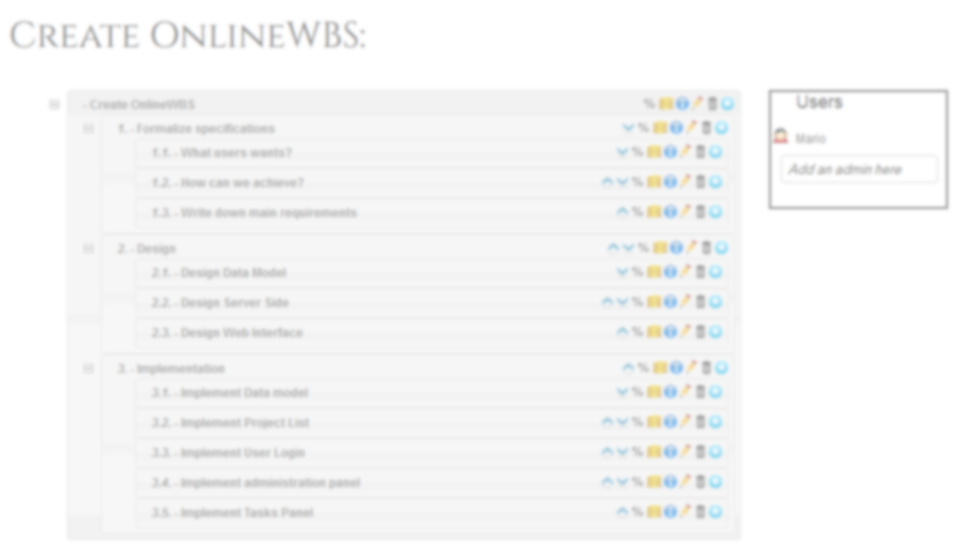 Create OnlineWBS:
- Create OnlineWBS
%
1. - Formalize specifications
%
1.1. - What users wants?
%
1.2. - How can we achieve?
%
1.3. - Write down main requirements
%
2. - Design
%
2.1. - Design Data Model
%
2.2. - Design Server Side
%
2.3. - Design Web Interface
%
3. - Implementation
%
3.1. - Implement Data model
%
3.2. - Implement Project List
%
3.3. - Implement User Login
%
3.4. - Implement administration panel
%
3.5. - Implement Tasks Panel
%
Users
Mario
Add an admin here